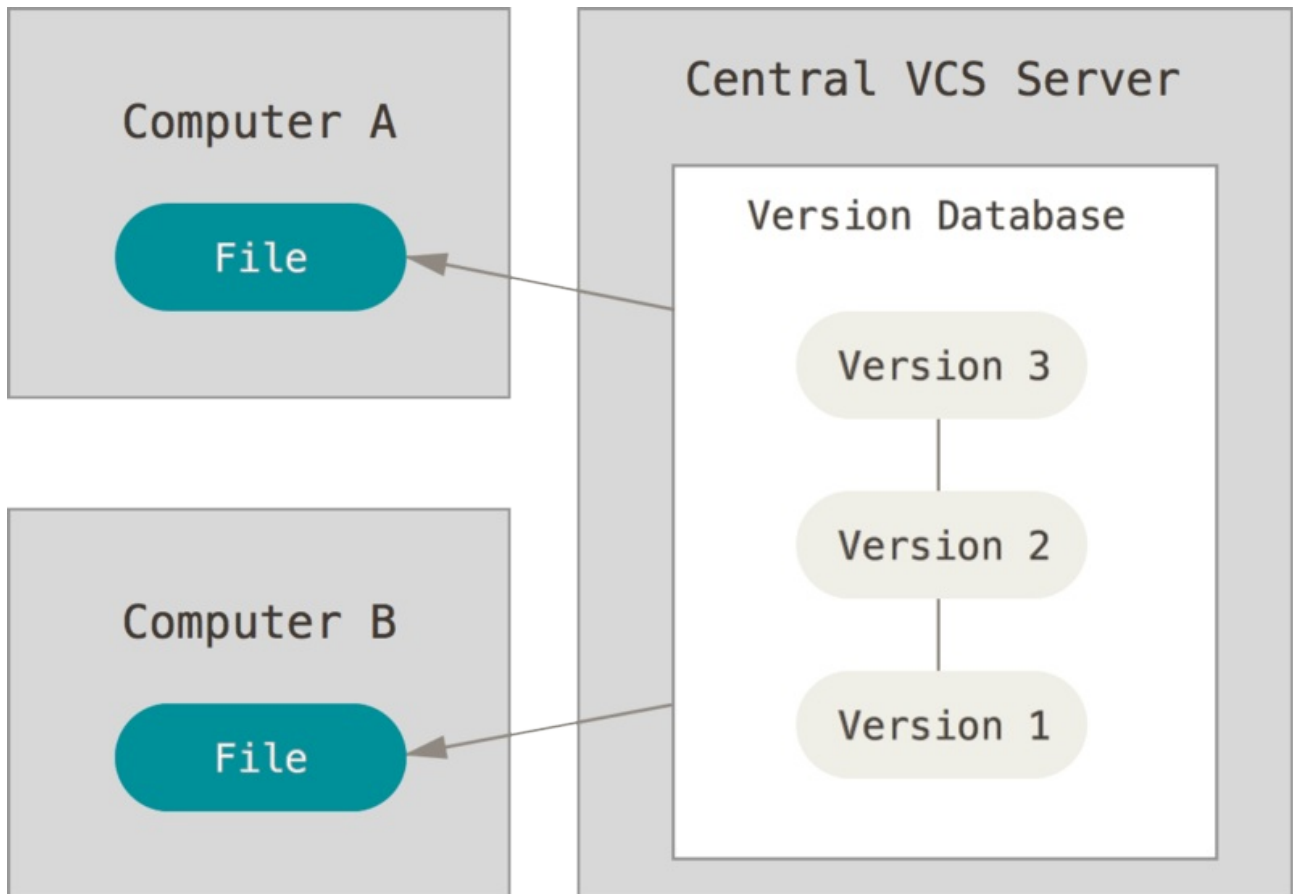 Computer A
File
Computer B
File
Central VCS Server
Version Database
Version 3
Version 2
Version 1